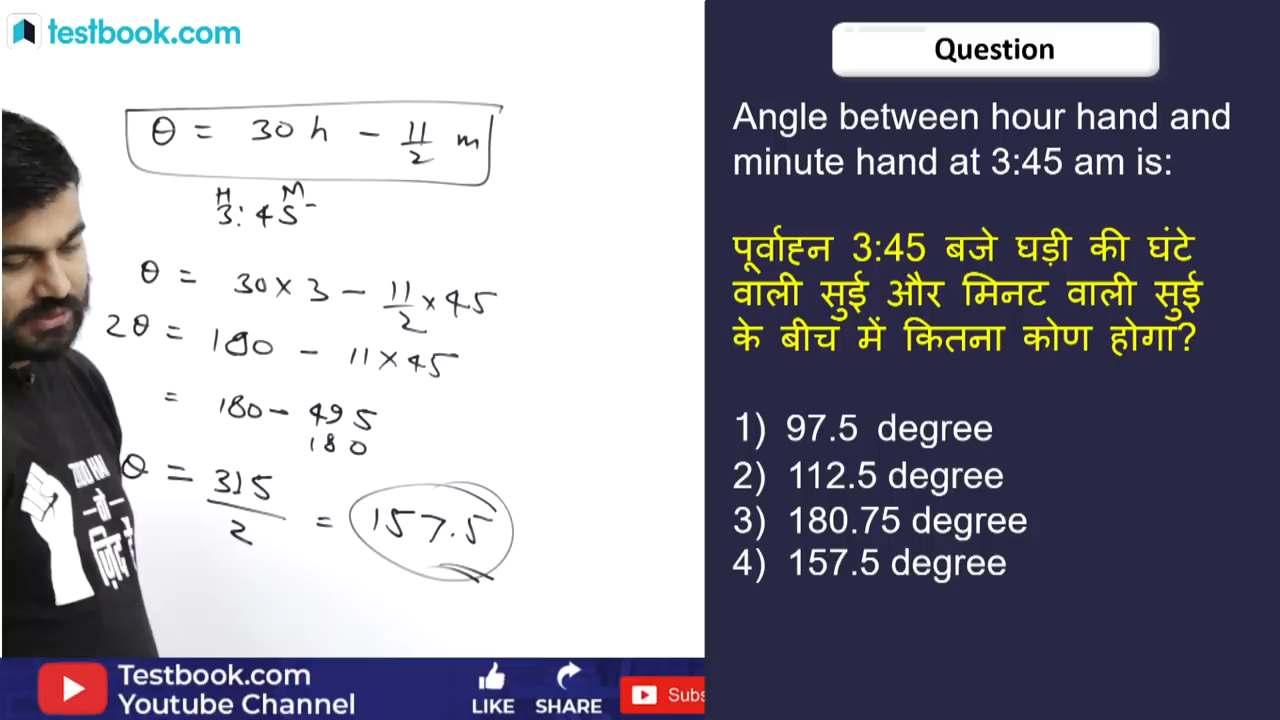 testbook.com
θ = 30 h - 11/2 m
H M
3:45
θ = 30 × 3 - 11/2 × 45
2θ = 180 - 11 × 45
= 180 - 495
180
θ = 315/2 = 157.5
Question
Angle between hour hand and
minute hand at 3:45 am is:
पूर्वाह्न 3:45 बजे घड़ी की घंटे
वाली सुई और मिनट वाली सुई
के बीच में कितना कोण होगा?
1) 97.5 degree
2) 112.5 degree
3) 180.75 degree
4) 157.5 degree
Testbook.com
Youtube Channel
LIKE
SHARE
Subs